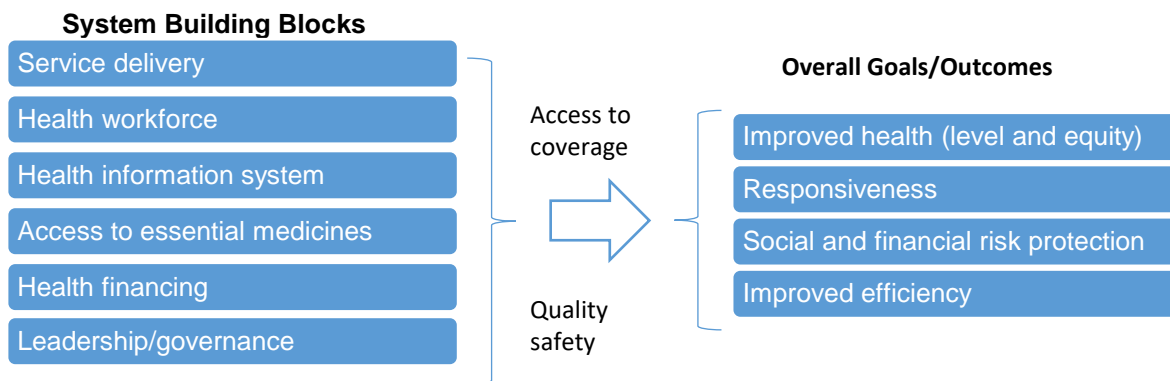 System Building Blocks
Service delivery
Health workforce
Health information system
Access to essential medicines
Health financing
Leadership/governance
Access to
coverage
Quality
safety
Overall Goals/Outcomes
Improved health (level and equity)
Responsiveness
Social and financial risk protection
Improved efficiency